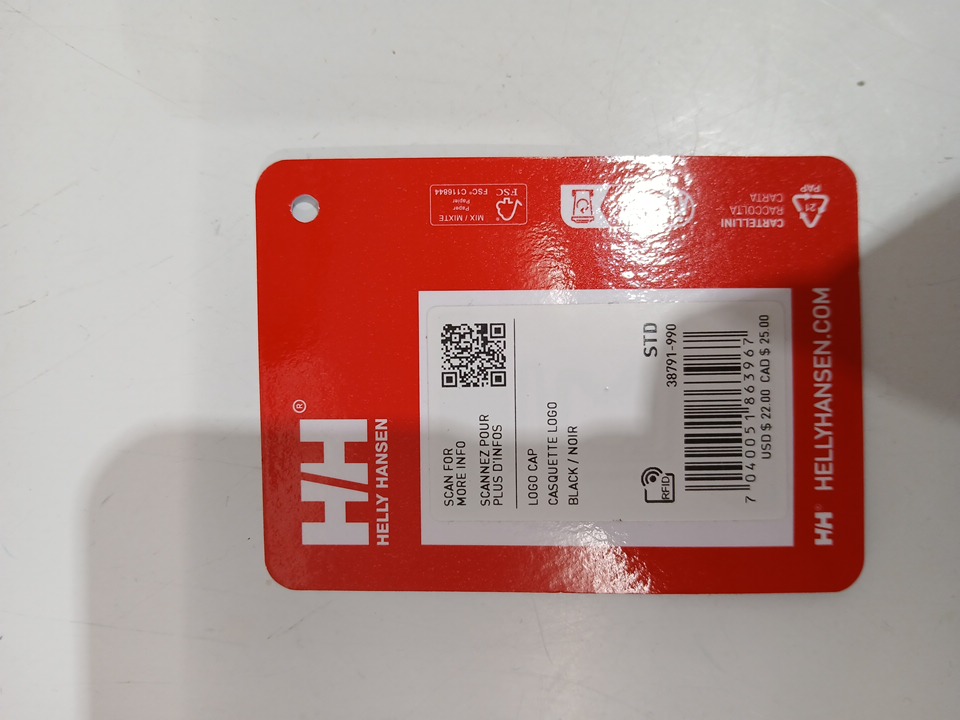 HH®
HELLY HANSEN
MIX / MIXTE
Paper
Papier
FSC
FSC® C116844
CARTELLINI
RACCOLTA
CARTA
21
PAP
SCAN FOR
MORE INFO
SCANNEZ POUR
PLUS D'INFOS
LOGO CAP
CASQUETTE LOGO
BLACK / NOIR
STD
38791-990
RFID
7 040051 863967
USD $ 22.00 CAD $ 25.00
HH HELLYHANSEN.COM